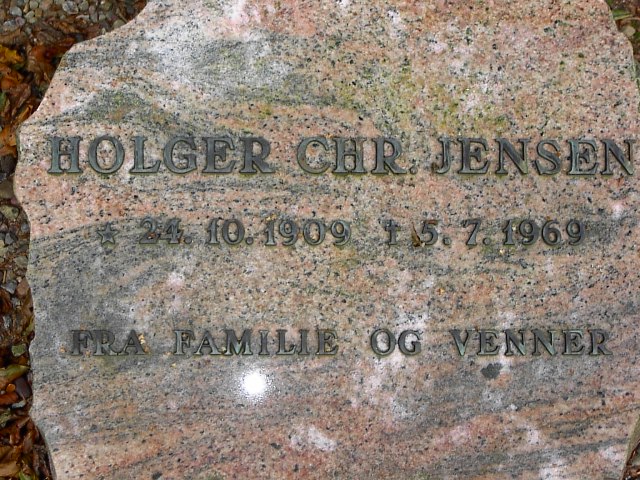 HOLGER CHR. JENSEN
☆ 24. 10. 1909 † 5. 7. 1969
FRA FAMILIE OG VENNER